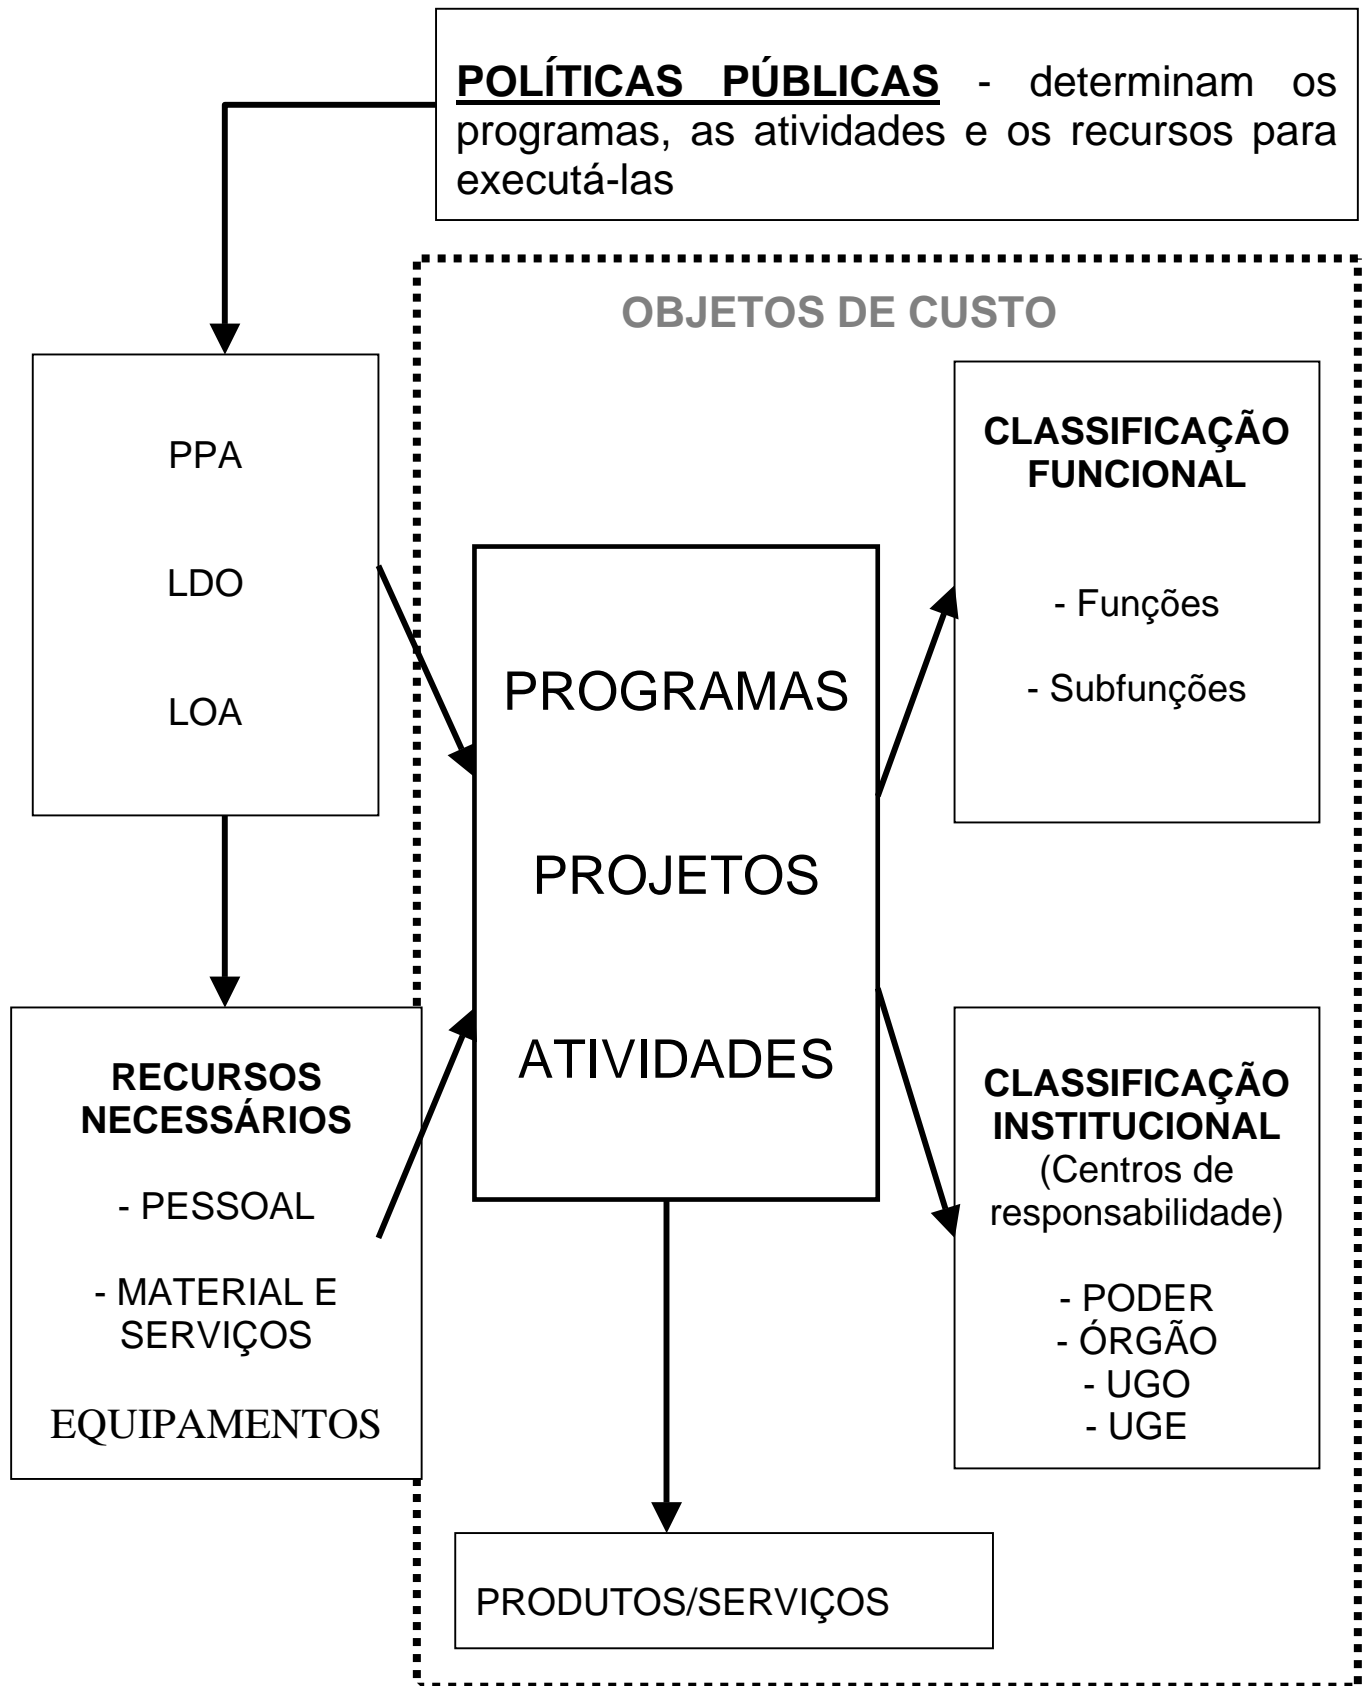 POLÍTICAS PÚBLICAS - determinam os
programas, as atividades e os recursos para
executá-las
OBJETOS DE CUSTO
PPA
LDO
LOA
CLASSIFICAÇÃO
FUNCIONAL
- Funções
- Subfunções
PROGRAMAS
PROJETOS
ATIVIDADES
RECURSOS
NECESSÁRIOS
- PESSOAL
- MATERIAL E
SERVIÇOS
EQUIPAMENTOS
CLASSIFICAÇÃO
INSTITUCIONAL
(Centros de
responsabilidade)
- PODER
- ÓRGÃO
- UGO
- UGE
PRODUTOS/SERVIÇOS